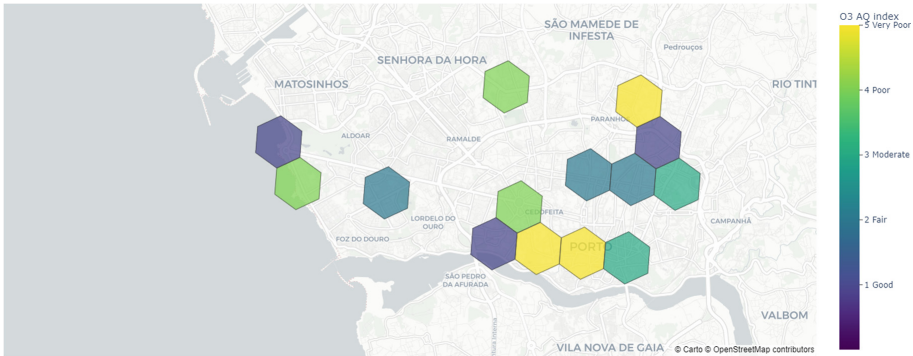 O3 AQ index
SÃO MAMEDE DE
INFESTA
5 Very Poor
Pedrouços
SENHORA DA HORA
MATOSINHOS
RIO TINT
4 Poor
PARANHOS
ALDOAR
RAMALDE
3 Moderate
CEDOFEITA
LORDELO DO
OURO
CAMPANHÃ
2 Fair
FOZ DO DOURO
PORTO
SÃO PEDRO
DA AFURADA
1 Good
VALBOM
VILA NOVA DE GAIA
© Carto © OpenStreetMap contributors